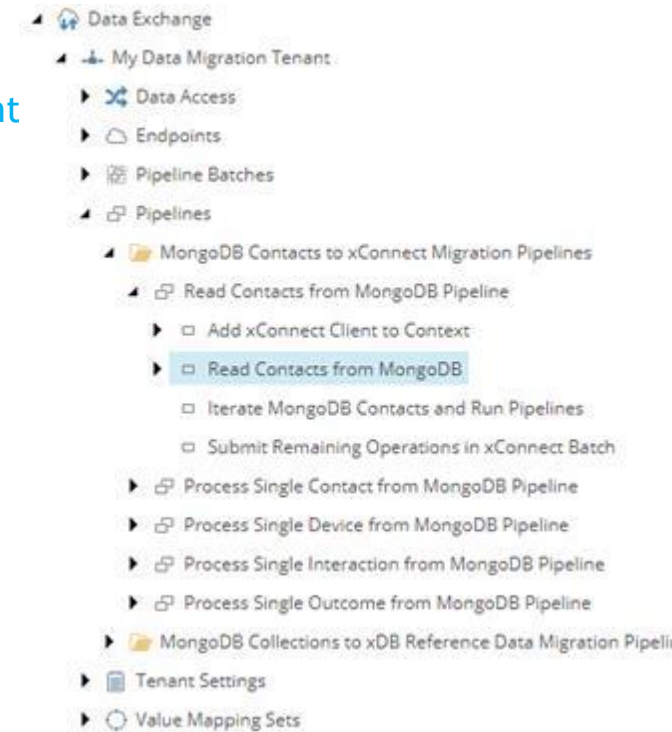 Data Exchange
My Data Migration Tenant
nt
Data Access
Endpoints
Pipeline Batches
Pipelines
MongoDB Contacts to xConnect Migration Pipelines
Read Contacts from MongoDB Pipeline
Add xConnect Client to Context
Read Contacts from MongoDB
Iterate MongoDB Contacts and Run Pipelines
Submit Remaining Operations in xConnect Batch
Process Single Contact from MongoDB Pipeline
Process Single Device from MongoDB Pipeline
Process Single Interaction from MongoDB Pipeline
Process Single Outcome from MongoDB Pipeline
MongoDB Collections to xDB Reference Data Migration Pipeli
Tenant Settings
Value Mapping Sets